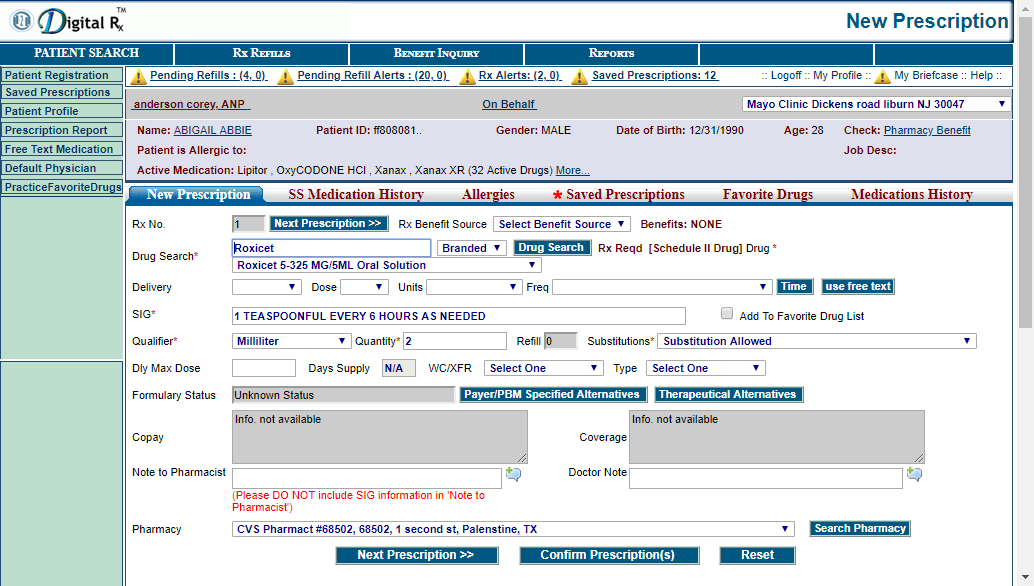 Digital Rx TM
New Prescription
PATIENT SEARCH RX REFILLS BENEFIT INQUIRY REPORTS
Patient Registration
Saved Prescriptions
Patient Profile
Prescription Report
Free Text Medication
Default Physician
PracticeFavoriteDrugs
Pending Refills : (4, 0) Pending Refill Alerts : (20, 0) Rx Alerts: (2, 0) Saved Prescriptions: 12 :: Logoff :: My Profile :: My Briefcase :: Help ::
anderson corey, ANP On Behalf Mayo Clinic Dickens road liburn NJ 30047
Name: ABIGAIL ABBIE Patient ID: ff808081.. Gender: MALE Date of Birth: 12/31/1990 Age: 28 Check: Pharmacy Benefit
Patient is Allergic to: Job Desc:
Active Medication: Lipitor , OxyCODONE HCl , Xanax , Xanax XR (32 Active Drugs) More...
New Prescription SS Medication History Allergies * Saved Prescriptions Favorite Drugs Medications History
Rx No. 1 Next Prescription >> Rx Benefit Source Select Benefit Source Benefits: NONE
Drug Search* Roxicet Branded Drug Search Rx Reqd [Schedule II Drug] Drug *
Roxicet 5-325 MG/5ML Oral Solution
Delivery Dose Units Freq Time use free text
SIG* 1 TEASPOONFUL EVERY 6 HOURS AS NEEDED Add To Favorite Drug List
Qualifier* Milliliter Quantity* 2 Refill 0 Substitutions* Substitution Allowed
Dly Max Dose Days Supply N/A WC/XFR Select One Type Select One
Formulary Status Unknown Status Payer/PBM Specified Alternatives Therapeutical Alternatives
Copay Info. not available Coverage Info. not available
Note to Pharmacist Doctor Note
(Please DO NOT include SIG information in 'Note to
Pharmacist')
Pharmacy CVS Pharmact #68502, 68502, 1 second st, Palenstine, TX Search Pharmacy
Next Prescription >> Confirm Prescription(s) Reset